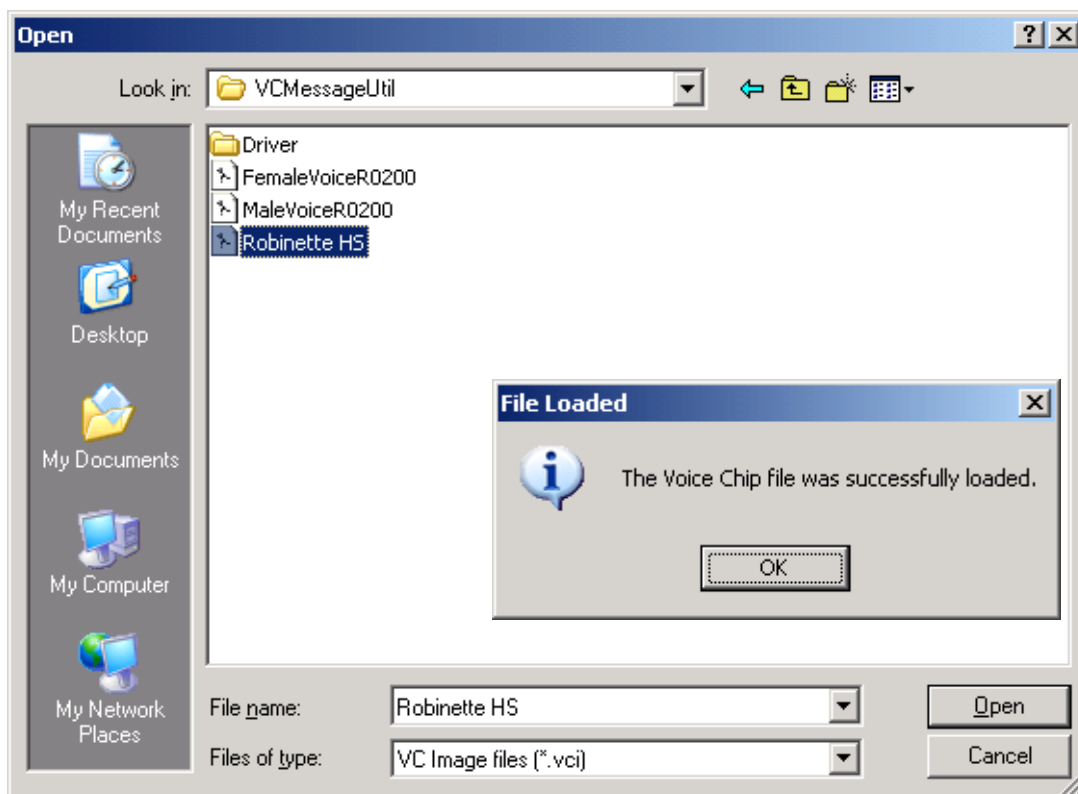 Open
Look in: VCMessageUtil
Driver
FemaleVoiceR0200
MaleVoiceR0200
Robinette HS
My Recent
Documents
Desktop
My Documents
My Computer
My Network
Places
File Loaded
The Voice Chip file was successfully loaded.
OK
File name: Robinette HS Open
Files of type: VC Image files (*.vci) Cancel